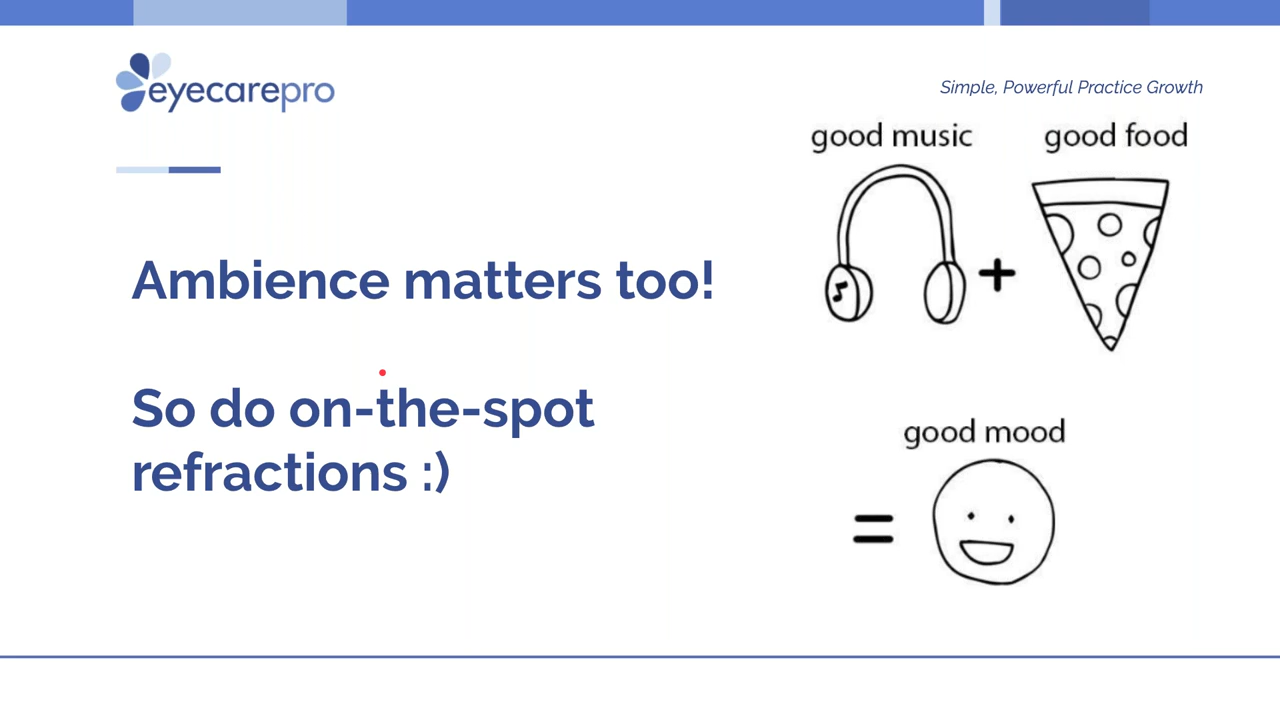 eyecarepro
Simple, Powerful Practice Growth
good music
good food
+
Ambience matters too!
So do on-the-spot
refractions :)
good mood
=